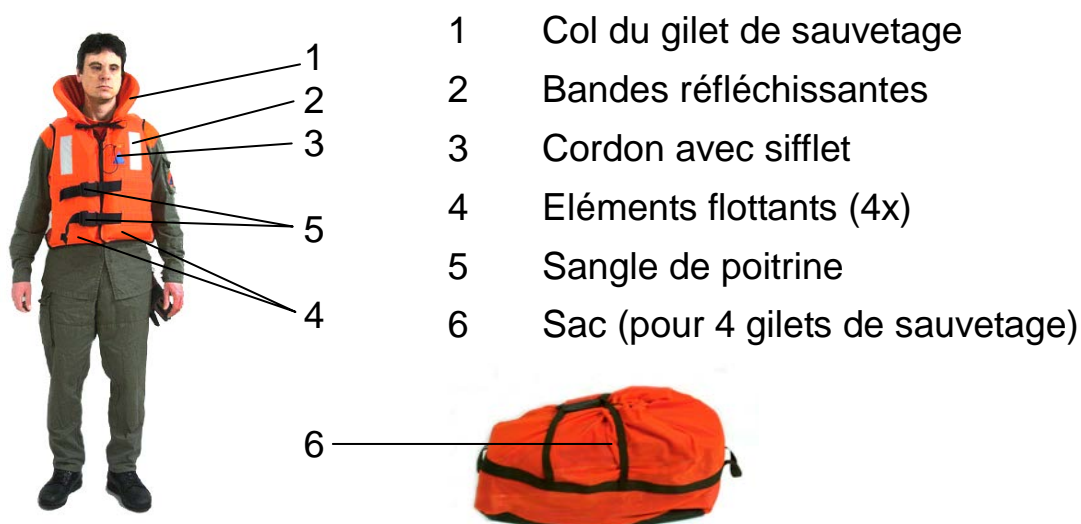 1
2
3
5
4
6
1 Col du gilet de sauvetage
2 Bandes réfléchissantes
3 Cordon avec sifflet
4 Eléments flottants (4x)
5 Sangle de poitrine
6 Sac (pour 4 gilets de sauvetage)